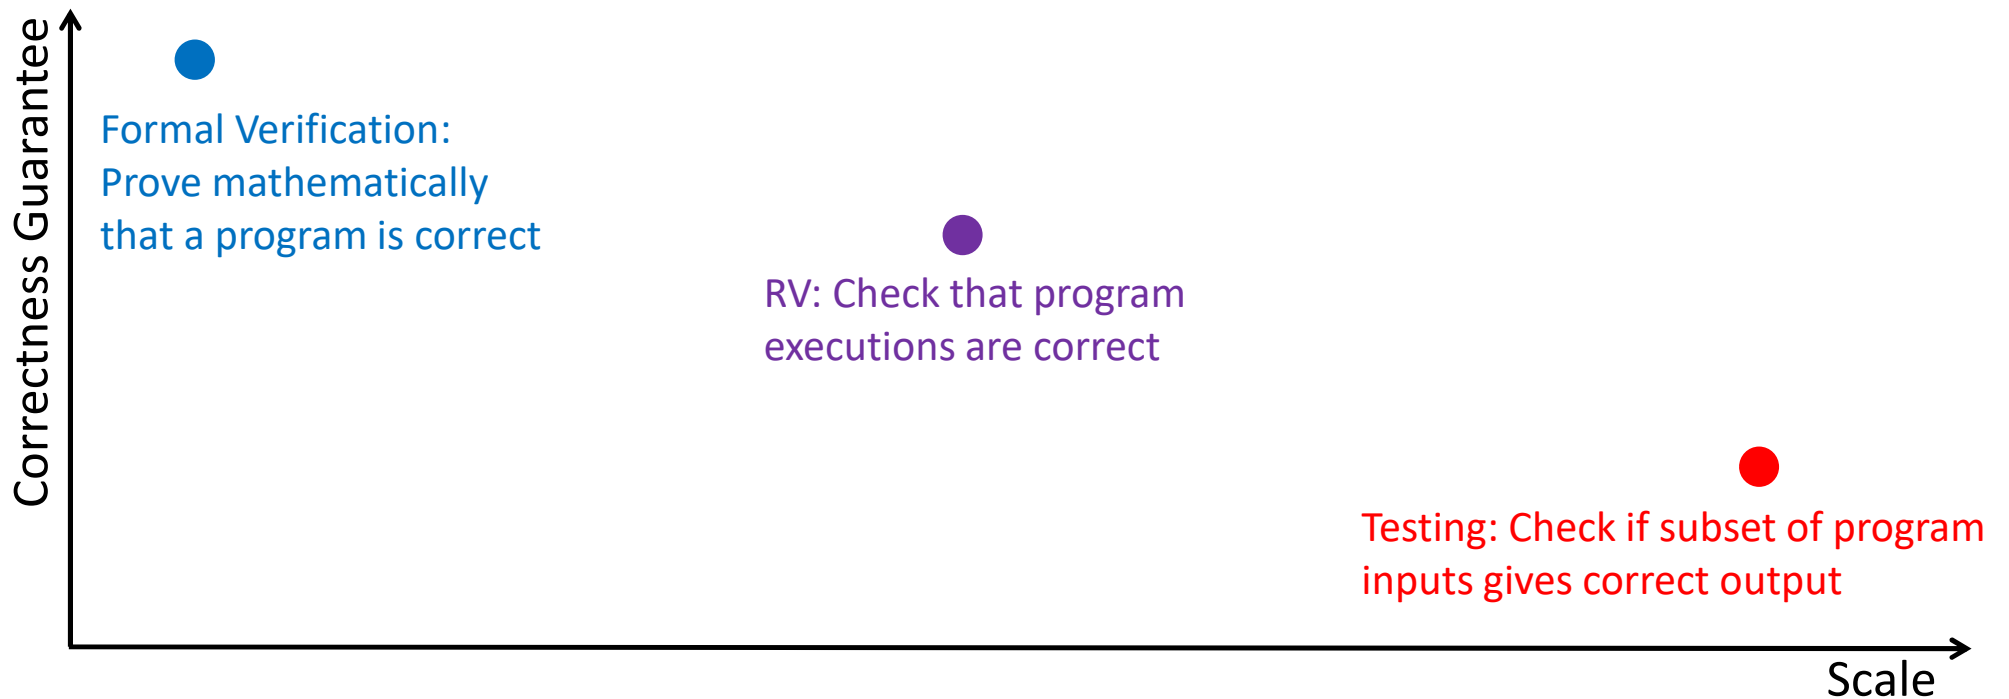 Correctness Guarantee
Formal Verification:
Prove mathematically
that a program is correct
RV: Check that program
executions are correct
Testing: Check if subset of program
inputs gives correct output
Scale